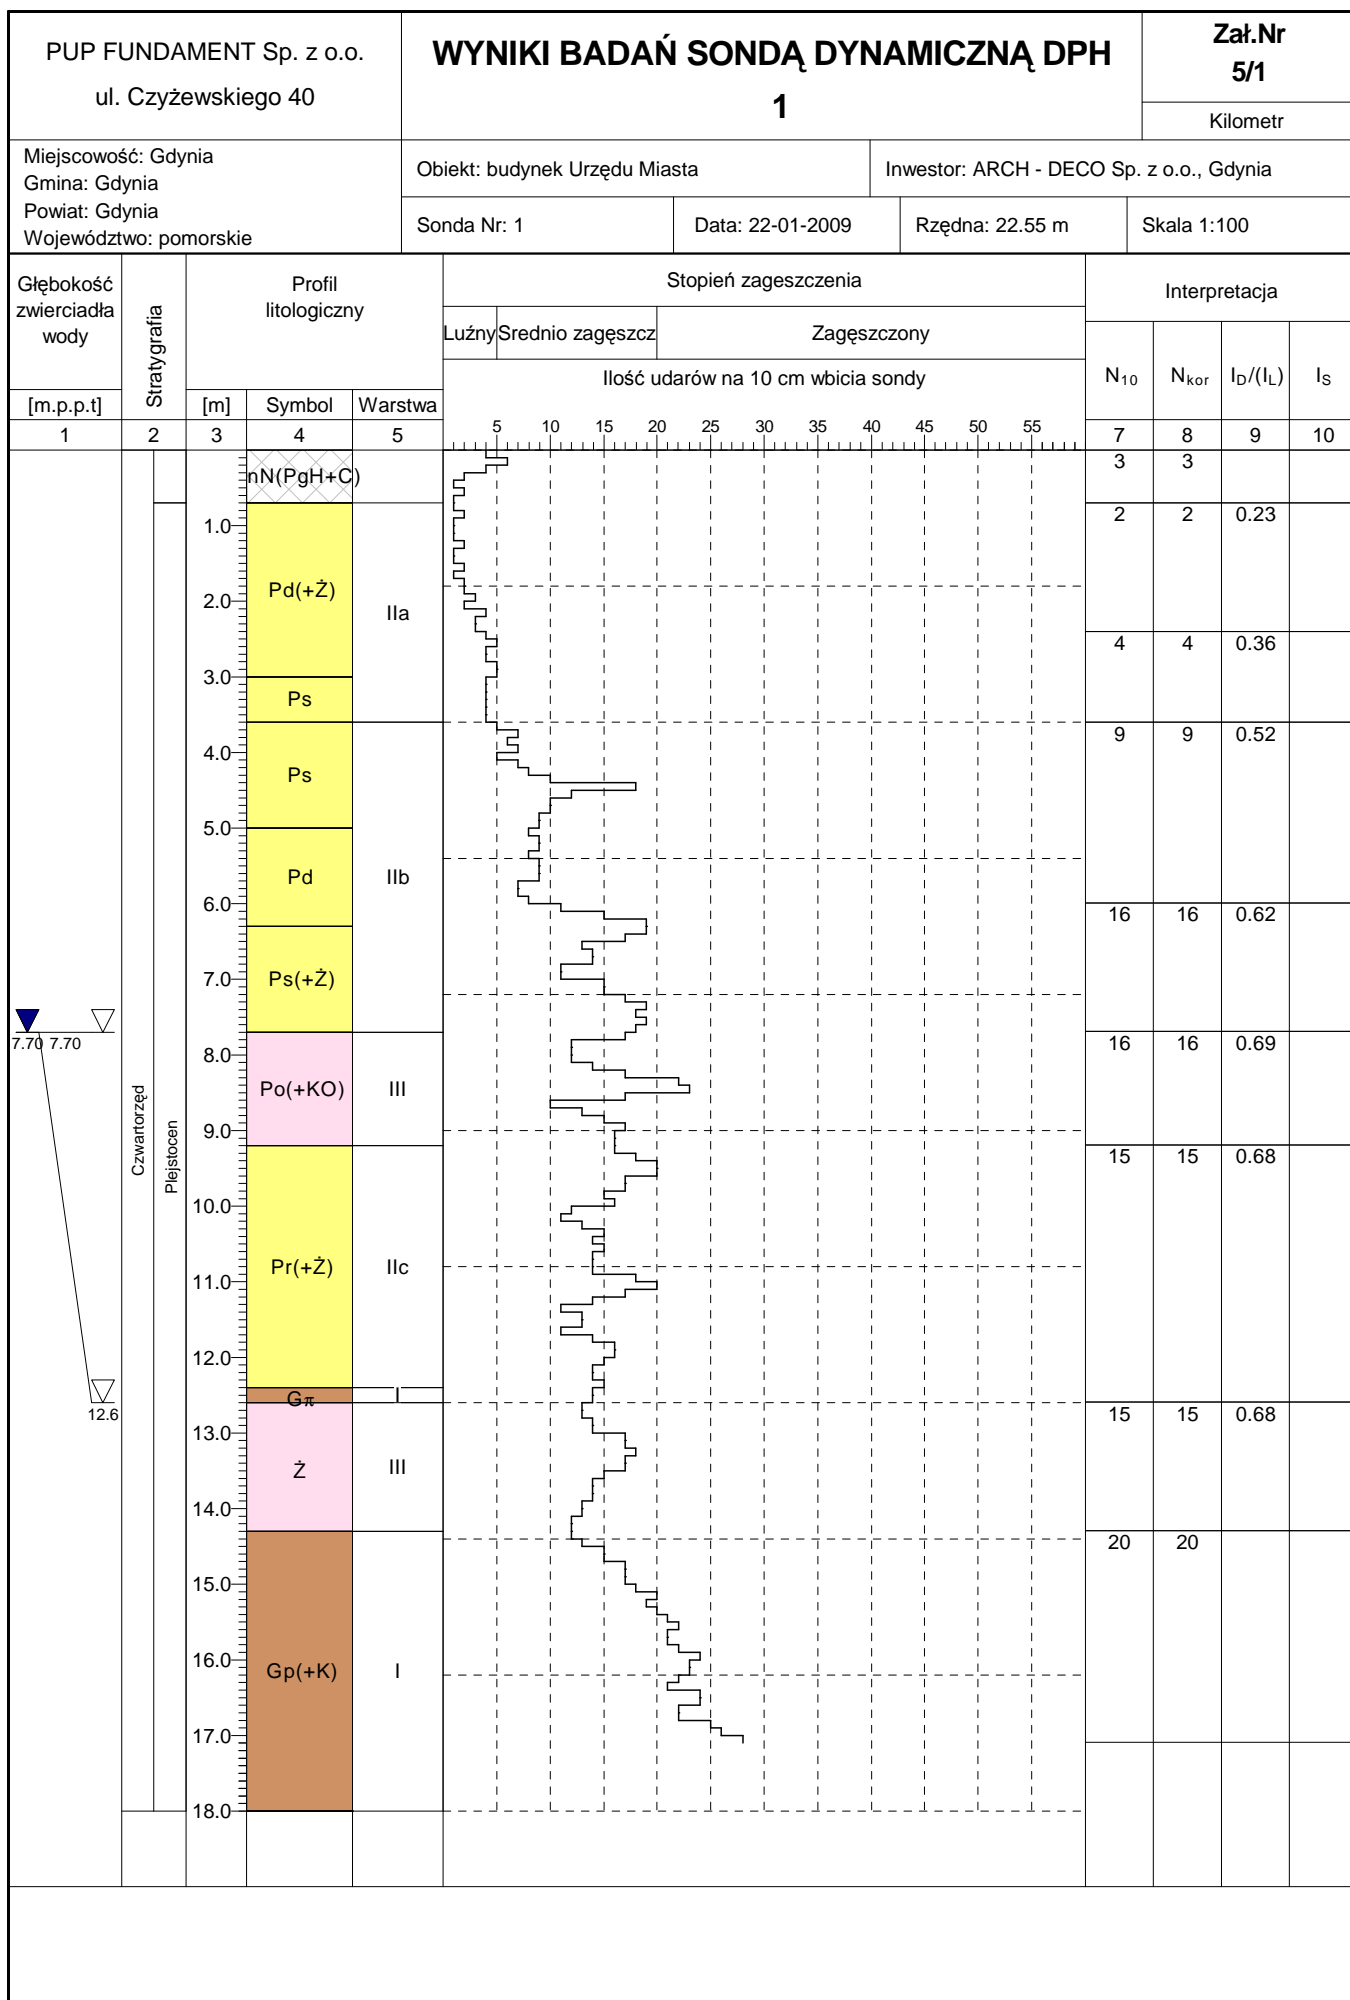 PUP FUNDAMENT Sp. z o.o.
ul. Czyżewskiego 40
WYNIKI BADAŃ SONDĄ DYNAMICZNĄ DPH
1
Zał.Nr
5/1
Kilometr
Miejscowość: Gdynia
Gmina: Gdynia
Powiat: Gdynia
Województwo: pomorskie
Obiekt: budynek Urzędu Miasta
Inwestor: ARCH - DECO Sp. z o.o., Gdynia
Sonda Nr: 1
Data: 22-01-2009
Rzędna: 22.55 m
Skala 1:100
Głębokość
zwierciadła
wody
[m.p.p.t]
Stratygrafia
Profil
litologiczny
[m]
Symbol
Warstwa
Stopień zageszczenia
Luźny
Srednio zagęszcz
Zagęszczony
Ilość udarów na 10 cm wbicia sondy
Interpretacja
N10
Nkor
ID/(IL)
IS
1 2 3 4 5
5 10 15 20 25 30 35 40 45 50 55
7 8 9 10
nN(PgH+C)
3 3
1.0
2 2 0.23
Pd(+Ż)
2.0
IIa
4 4 0.36
3.0
Ps
9 9 0.52
4.0
Ps
5.0
Pd
IIb
6.0
16 16 0.62
Ps(+Ż)
7.0
7.70 7.70
16 16 0.69
8.0
Po(+KO)
III
9.0
Czwartorzęd
Plejstocen
15 15 0.68
10.0
Pr(+Ż)
IIc
11.0
12.0
Gπ
I
12.6
15 15 0.68
13.0
Ż
III
14.0
20 20
15.0
16.0
Gp(+K)
I
17.0
18.0